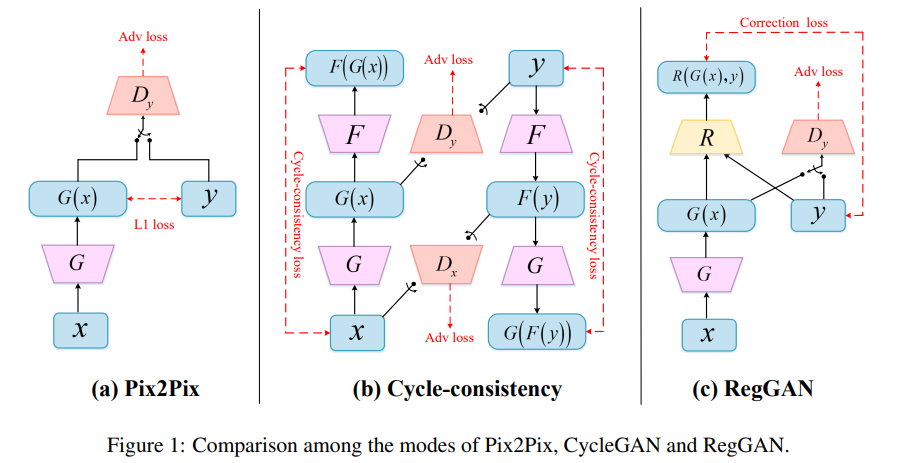 Adv loss
D_y
G(x)
y
L1 loss
G
x
(a) Pix2Pix
F(G(x))
Adv loss
y
F
D_y
F
Cycle-consistency loss
Cycle-consistency loss
G(x)
F(y)
G
D_x
G
x
Adv loss
G(F(y))
(b) Cycle-consistency
Correction loss
R(G(x),y)
Adv loss
R
D_y
G(x)
y
G
x
(c) RegGAN
Figure 1: Comparison among the modes of Pix2Pix, CycleGAN and RegGAN.